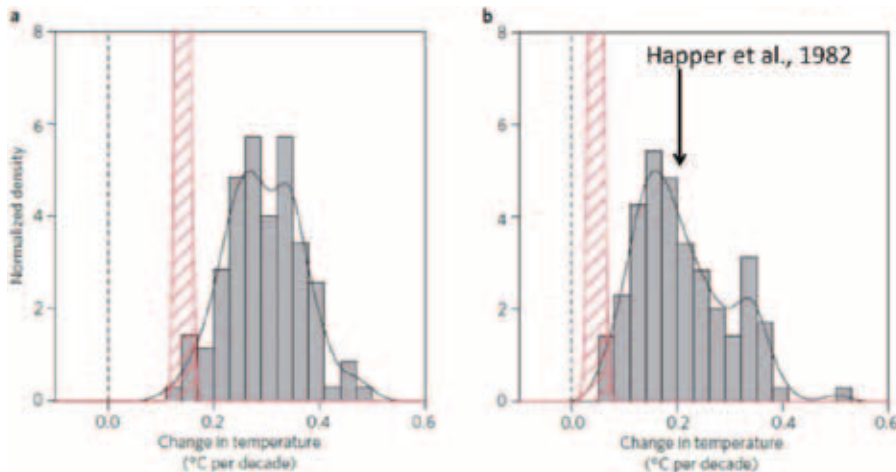 a
b
8
6
4
2
0
Normalized density
0.0
0.2
0.4
0.6
Change in temperature
(°C per decade)
8
6
4
2
0
Happer et al., 1982
0.0
0.2
0.4
0.6
Change in temperature
(°C per decade)